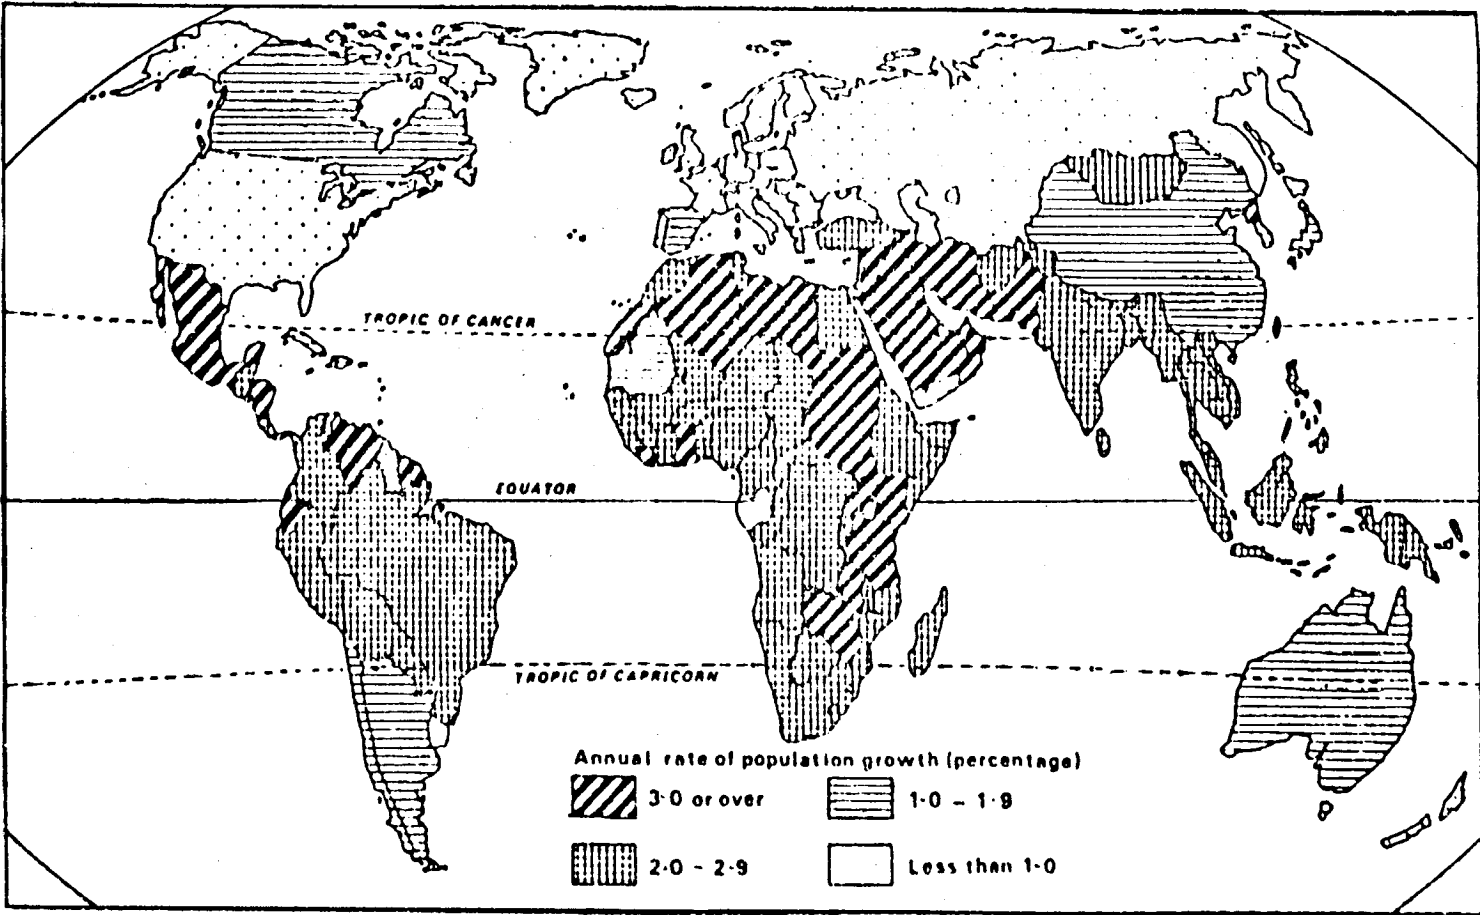 TROPIC OF CANCER
EQUATOR
TROPIC OF CAPRICORN
Annual rate of population growth (percentage)
3·0 or over
1·0 - 1·9
2·0 - 2·9
Less than 1·0